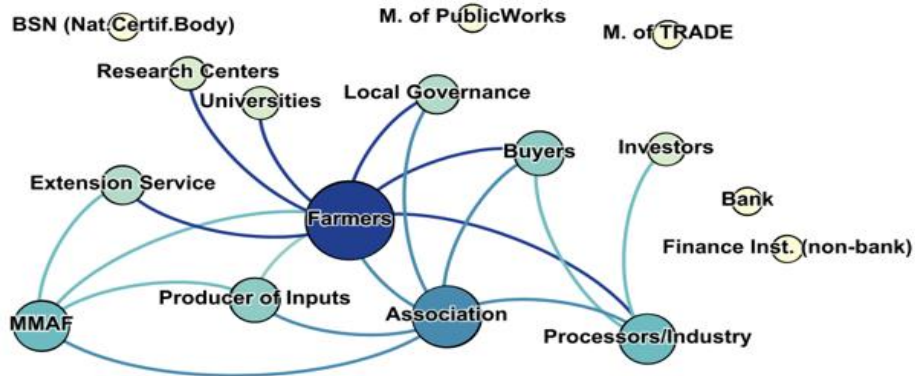 BSN (Nat.Certif.Body)
M. of PublicWorks
M. of TRADE
Research Centers
Universities
Local Governance
Buyers
Investors
Extension Service
Bank
Farmers
Finance Inst. (non-bank)
Producer of Inputs
Association
MMAF
Processors/Industry